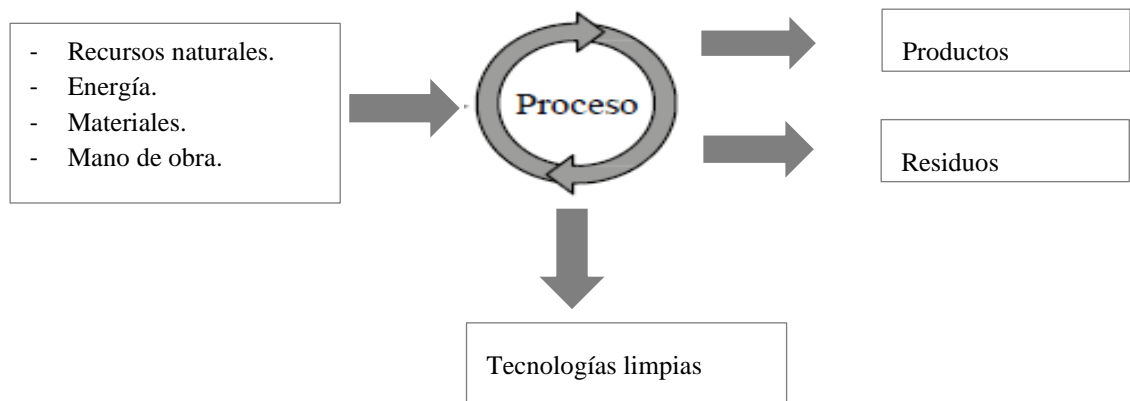 - Recursos naturales.
- Energía.
- Materiales.
- Mano de obra.
Proceso
Productos
Residuos
Tecnologías limpias